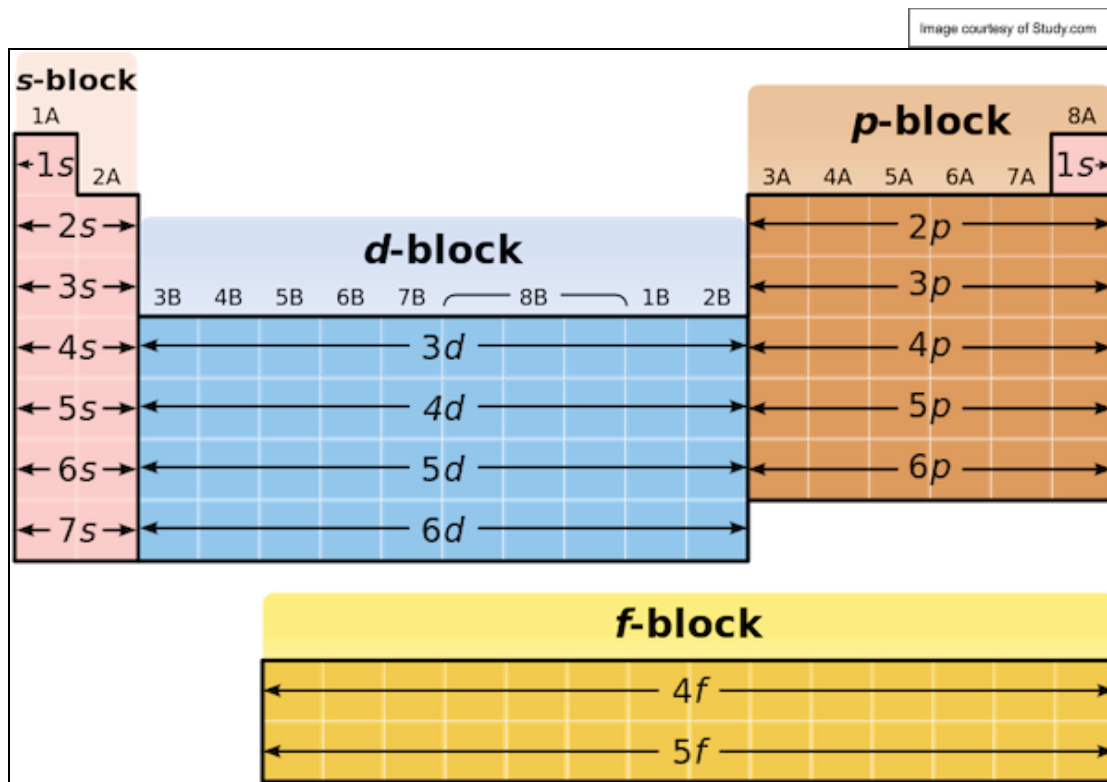 Image courtesy of Study.com
s-block
1A
p-block
8A
1s
2A
3A 4A 5A 6A 7A
1s
2s
2p
d-block
3s
3B 4B 5B 6B 7B 8B 1B 2B
3p
4s
3d
4p
5s
4d
5p
6s
5d
6p
7s
6d
f-block
4f
5f